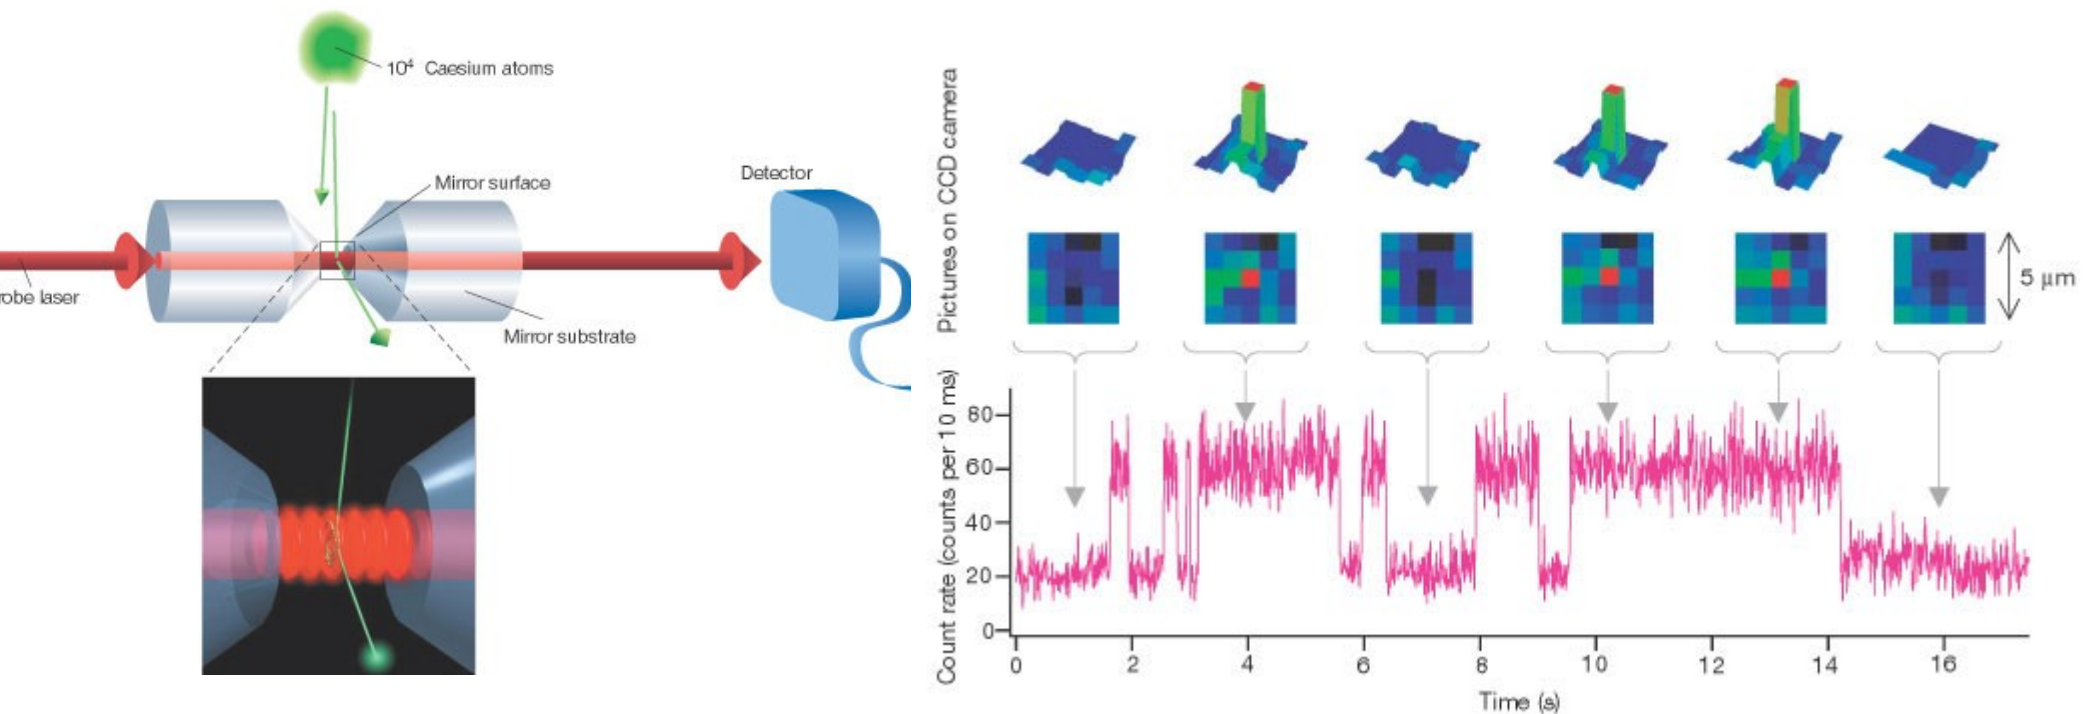 10⁴ Caesium atoms
Mirror surface
Detector
robe laser
Mirror substrate
Pictures on CCD camera
5 μm
Count rate (counts per 10 ms)
80
60
40
20
0
0 2 4 6 8 10 12 14 16
Time (s)